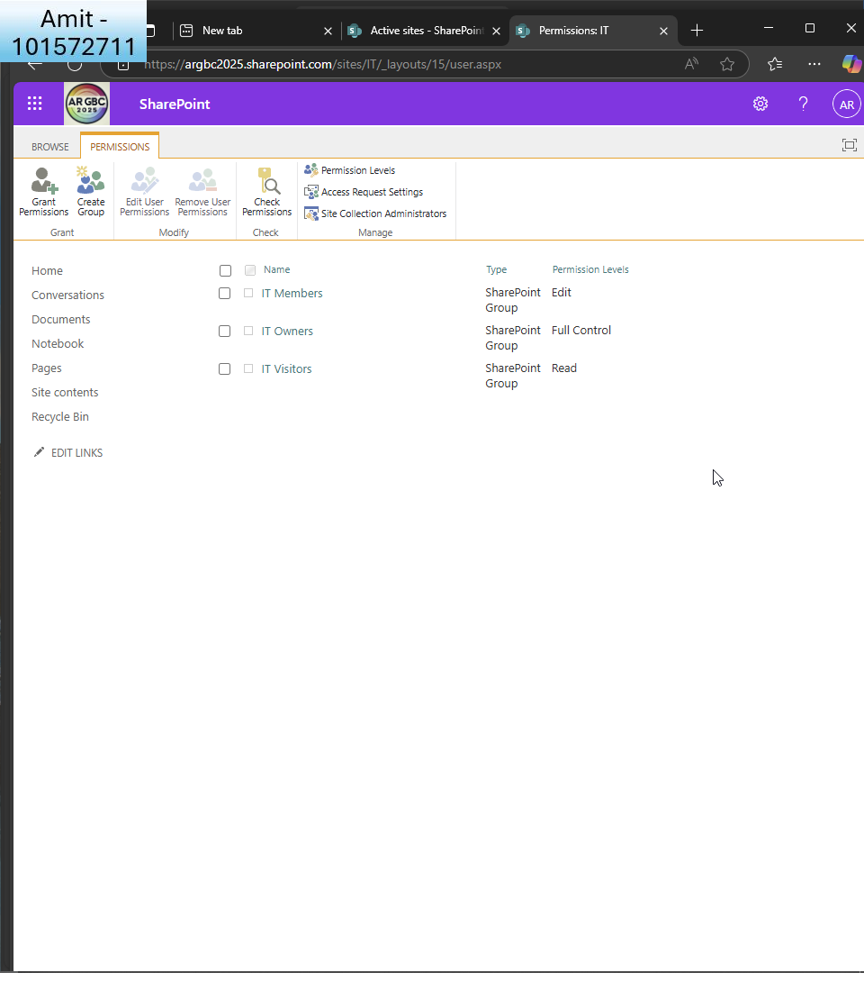 Amit -
101572711
New tab
Active sites - SharePoint
Permissions: IT
https://argbc2025.sharepoint.com/sites/IT/_layouts/15/user.aspx
AR GBC
2025
SharePoint
?
AR
BROWSE
PERMISSIONS
Grant
Permissions
Create
Group
Edit User
Permissions
Remove User
Permissions
Check
Permissions
Permission Levels
Access Request Settings
Site Collection Administrators
Grant
Modify
Check
Manage
Home
Conversations
Documents
Notebook
Pages
Site contents
Recycle Bin
EDIT LINKS
Name Type Permission Levels
IT Members SharePoint Group Edit
IT Owners SharePoint Group Full Control
IT Visitors SharePoint Group Read